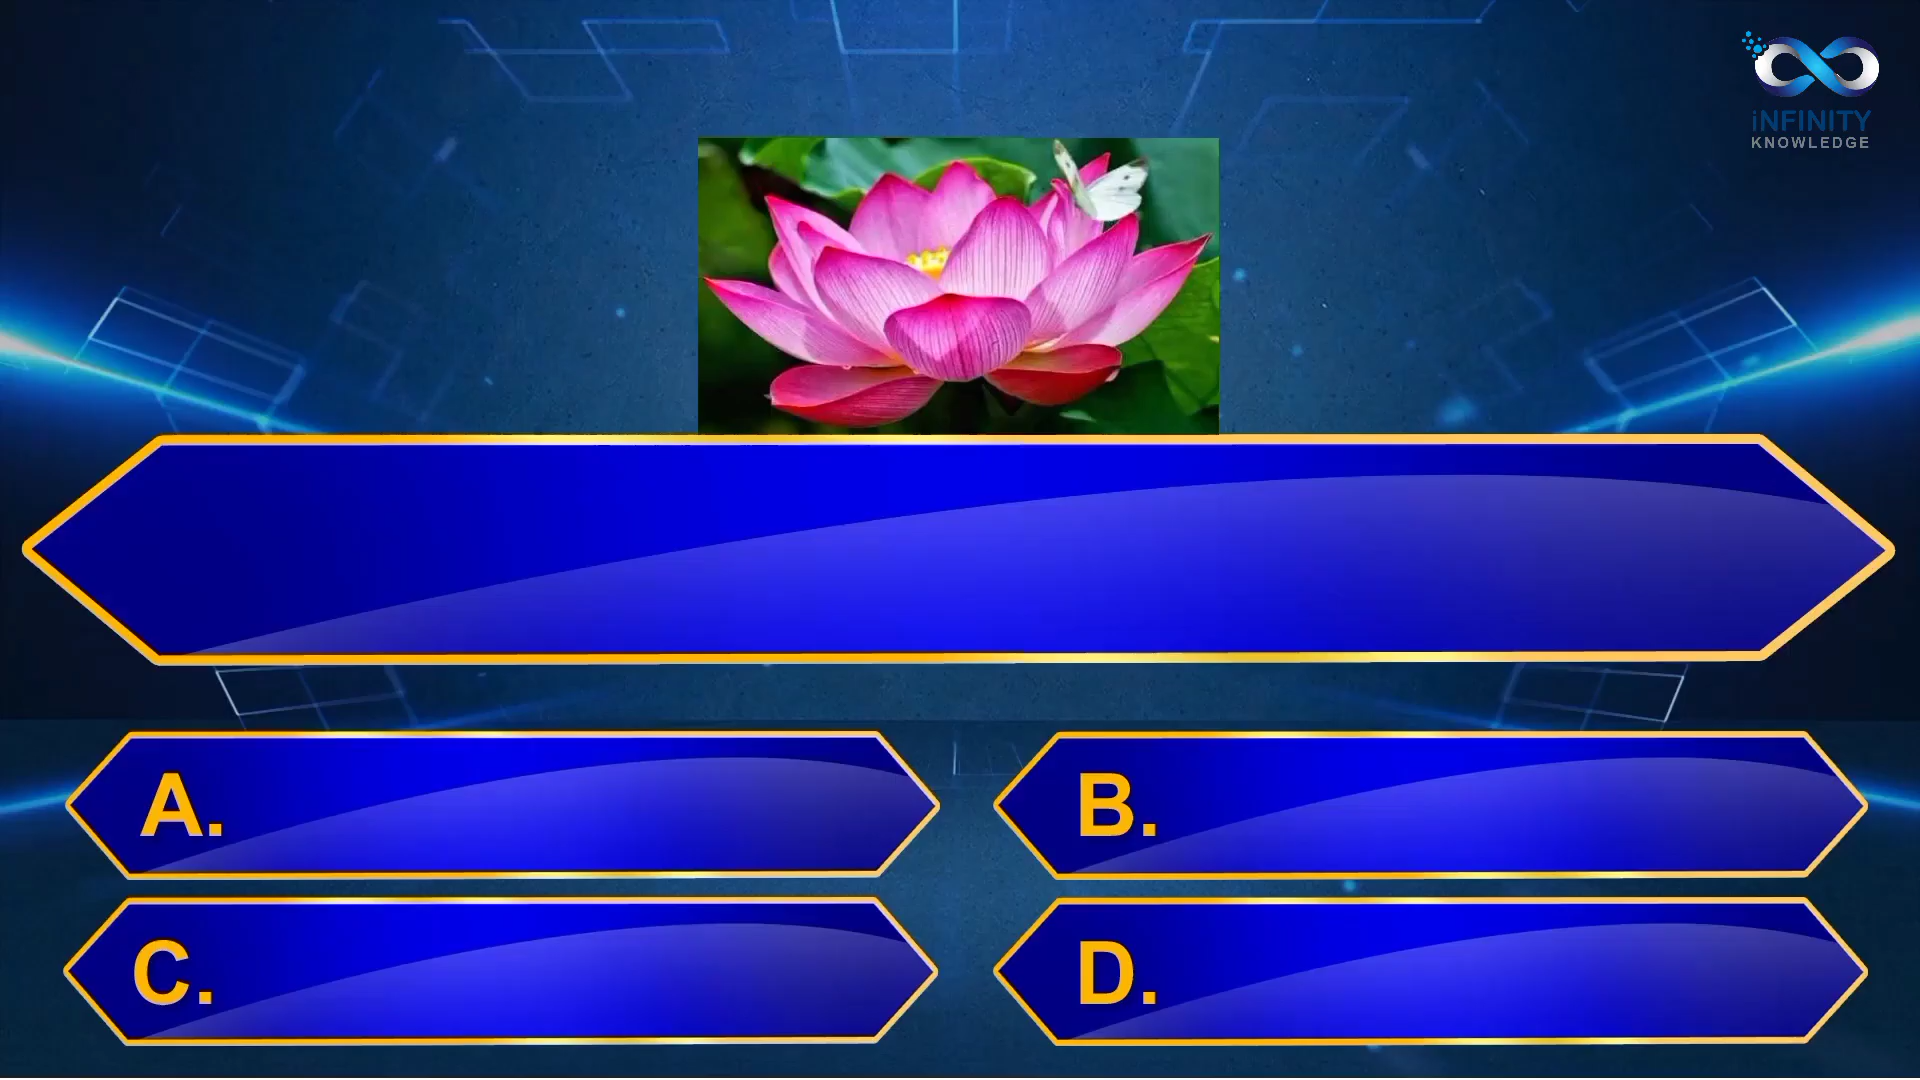 iNFINITY
KNOWLEDGE
A.
B.
C.
D.